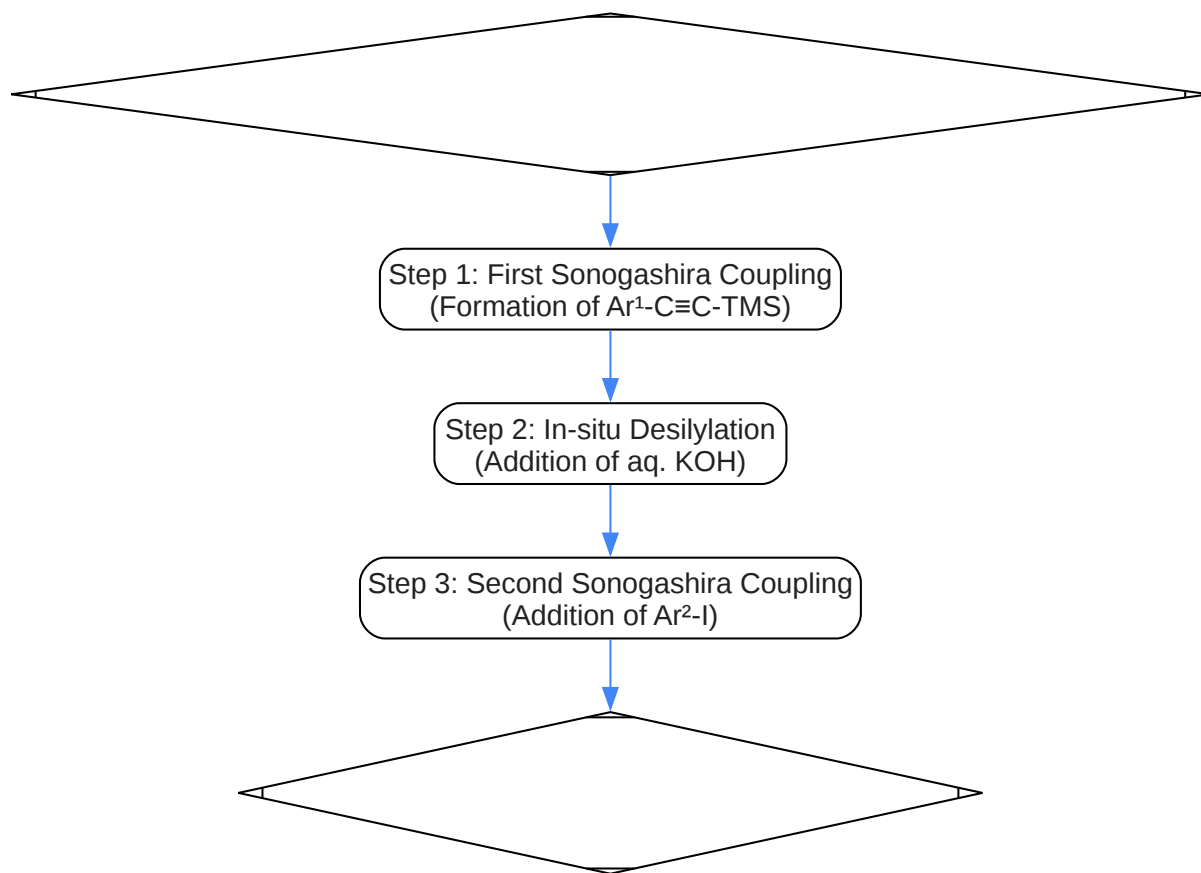 Step 1: First Sonogashira Coupling
(Formation of Ar¹-C≡C-TMS)
Step 2: In-situ Desilylation
(Addition of aq. KOH)
Step 3: Second Sonogashira Coupling
(Addition of Ar²-I)